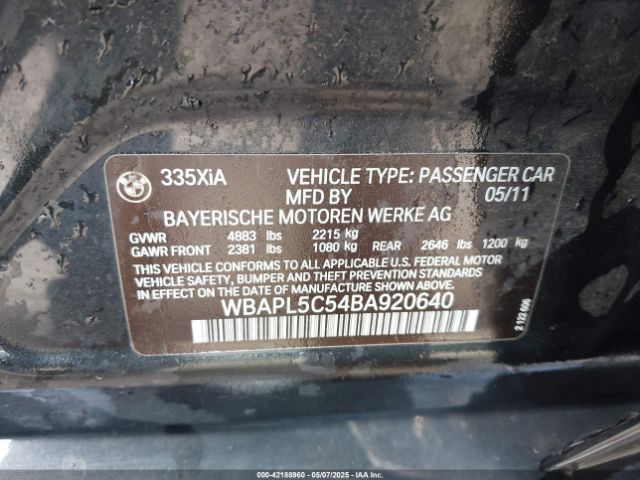 BMW
335XiA VEHICLE TYPE: PASSENGER CAR
MFD BY 05/11
BAYERISCHE MOTOREN WERKE AG
GVWR 4883 lbs 2215 kg
GAWR FRONT 2381 lbs 1080 kg REAR 2646 lbs 1200 kg
THIS VEHICLE CONFORMS TO ALL APPLICABLE U.S. FEDERAL MOTOR
VEHICLE SAFETY, BUMPER AND THEFT PREVENTION STANDARDS
IN EFFECT ON THE DATE OF MANUFACTURE SHOWN ABOVE.
WBAPL5C54BA920640
000-42188960 - 05/07/2025 - IAA, Inc.